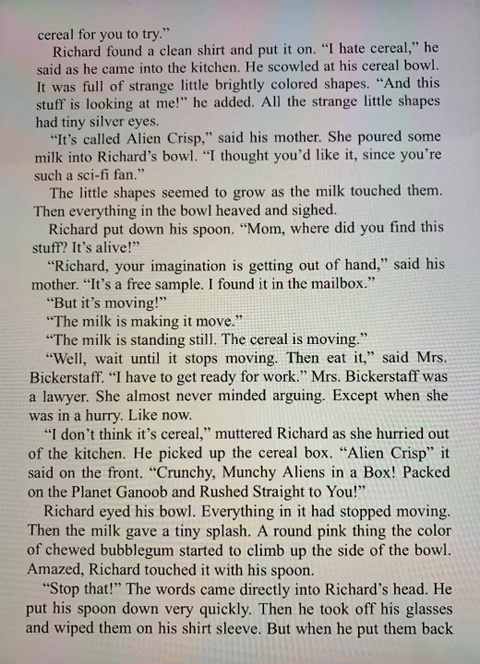 cereal for you to try.”
Richard found a clean shirt and put it on. “I hate cereal,” he
said as he came into the kitchen. He scowled at his cereal bowl.
It was full of strange little brightly colored shapes. “And this
stuff is looking at me!” he added. All the strange little shapes
had tiny silver eyes.
“It’s called Alien Crisp,” said his mother. She poured some
milk into Richard’s bowl. “I thought you’d like it, since you’re
such a sci-fi fan.”
The little shapes seemed to grow as the milk touched them.
Then everything in the bowl heaved and sighed.
Richard put down his spoon. “Mom, where did you find this
stuff? It’s alive!”
“Richard, your imagination is getting out of hand,” said his
mother. “It’s a free sample. I found it in the mailbox.”
“But it’s moving!”
“The milk is making it move.”
“The milk is standing still. The cereal is moving.”
“Well, wait until it stops moving. Then eat it,” said Mrs.
Bickerstaff. “I have to get ready for work.” Mrs. Bickerstaff was
a lawyer. She almost never minded arguing. Except when she
was in a hurry. Like now.
“I don’t think it’s cereal,” muttered Richard as she hurried out
of the kitchen. He picked up the cereal box. “Alien Crisp” it
said on the front. “Crunchy, Munchy Aliens in a Box! Packed
on the Planet Ganoob and Rushed Straight to You!”
Richard eyed his bowl. Everything in it had stopped moving.
Then the milk gave a tiny splash. A round pink thing the color
of chewed bubblegum started to climb up the side of the bowl.
Amazed, Richard touched it with his spoon.
“Stop that!” The words came directly into Richard’s head. He
put his spoon down very quickly. Then he took off his glasses
and wiped them on his shirt sleeve. But when he put them back